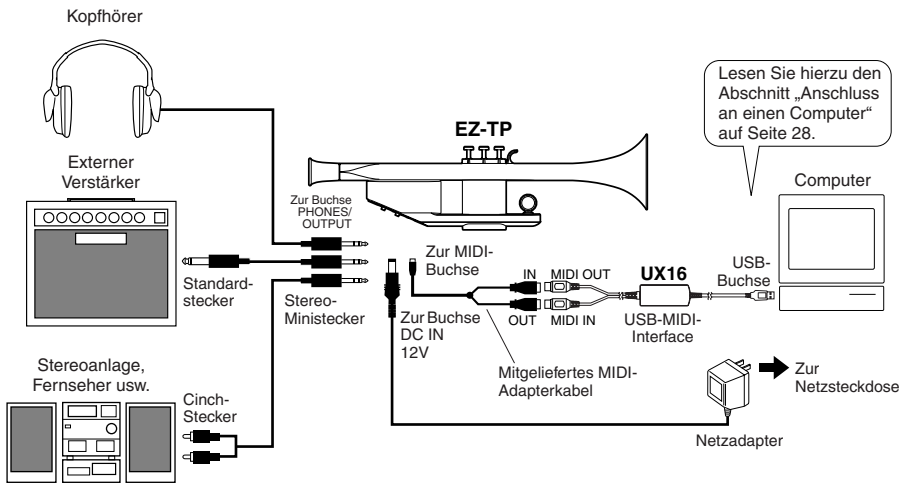 Kopfhörer
Externer
Verstärker
Standard-
stecker
Stereo-
Ministecker
Zur Buchse
PHONES/
OUTPUT
Stereoanlage,
Fernseher usw.
Cinch-
Stecker
EZ-TP
Zur MIDI-
Buchse
Zur Buchse
DC IN
12V
IN MIDI OUT
OUT MIDI IN
Mitgeliefertes MIDI-
Adapterkabel
UX16
USB-MIDI-
Interface
USB-
Buchse
Lesen Sie hierzu den
Abschnitt „Anschluss
an einen Computer“
auf Seite 28.
Computer
Zur
Netzsteckdose
Netzadapter